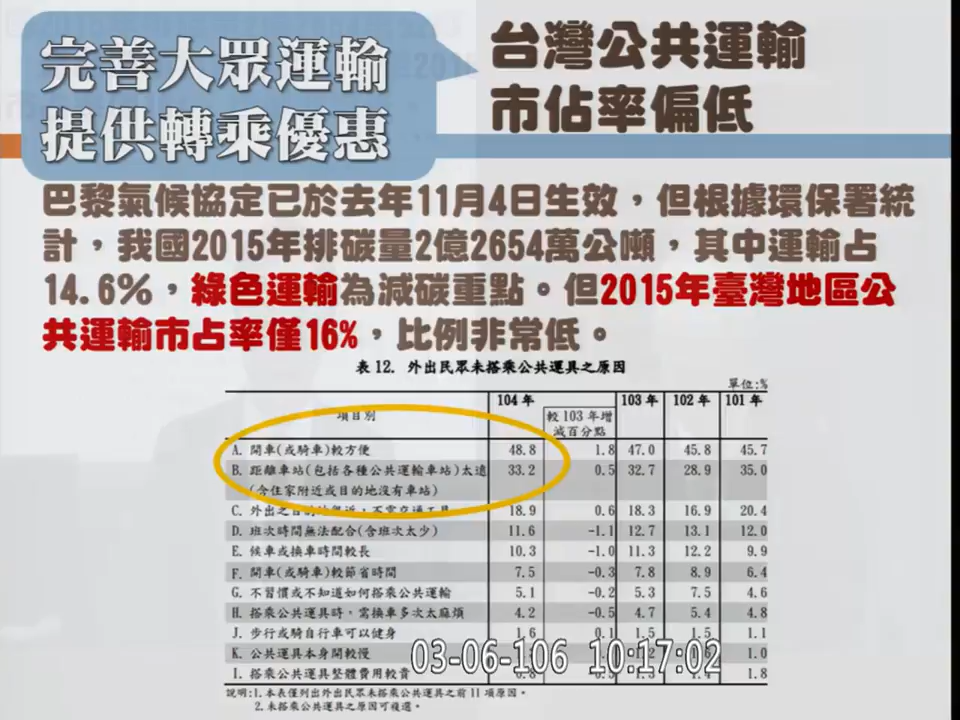 完善大眾運輸
提供轉乘優惠
台灣公共運輸
市佔率偏低
巴黎氣候協定已於去年11月4日生效，但根據環保署統
計，我國2015年排碳量2億2654萬公噸，其中運輸占
14.6%，綠色運輸為減碳重點。但2015年臺灣地區公
共運輸市占率僅16%，比例非常低。
表 12. 外出民眾未搭乘公共運具之原因
單位:%
項目別 104 年 較 103 年增減百分點 103 年 102 年 101 年
A. 開車(或騎車)較方便 48.8 1.8 47.0 45.8 45.7
B. 距離車站(包括各種公共運輸車站)太遠 33.2 0.5 32.7 28.9 35.0
(含住家附近或目的地沒有車站)
C. 外出之目的地很近，不需交通工具 18.9 0.6 18.3 16.9 20.4
D. 班次時間無法配合(含班次太少) 11.6 -1.1 12.7 13.1 12.0
E. 候車或換車時間較長 10.3 -1.0 11.3 12.2 9.9
F. 開車(或騎車)較節省時間 7.5 -0.3 7.8 8.9 6.4
G. 不習慣或不知道如何搭乘公共運輸 5.1 -0.2 5.3 7.5 4.6
H. 搭乘公共運具時，需換車多次太麻煩 4.2 -0.5 4.7 5.4 4.8
J. 步行或騎自行車可以健身 1.6 0.1 1.5 1.5 1.1
K. 公共運具本身開較慢 1.0
I. 搭乘公共運具整體費用較貴 1.8
03-06-106 10:17:02
說明:1.本表僅列出外出民眾未搭乘公共運具之前 11 項原因。
2.未搭乘公共運具之原因可複選。